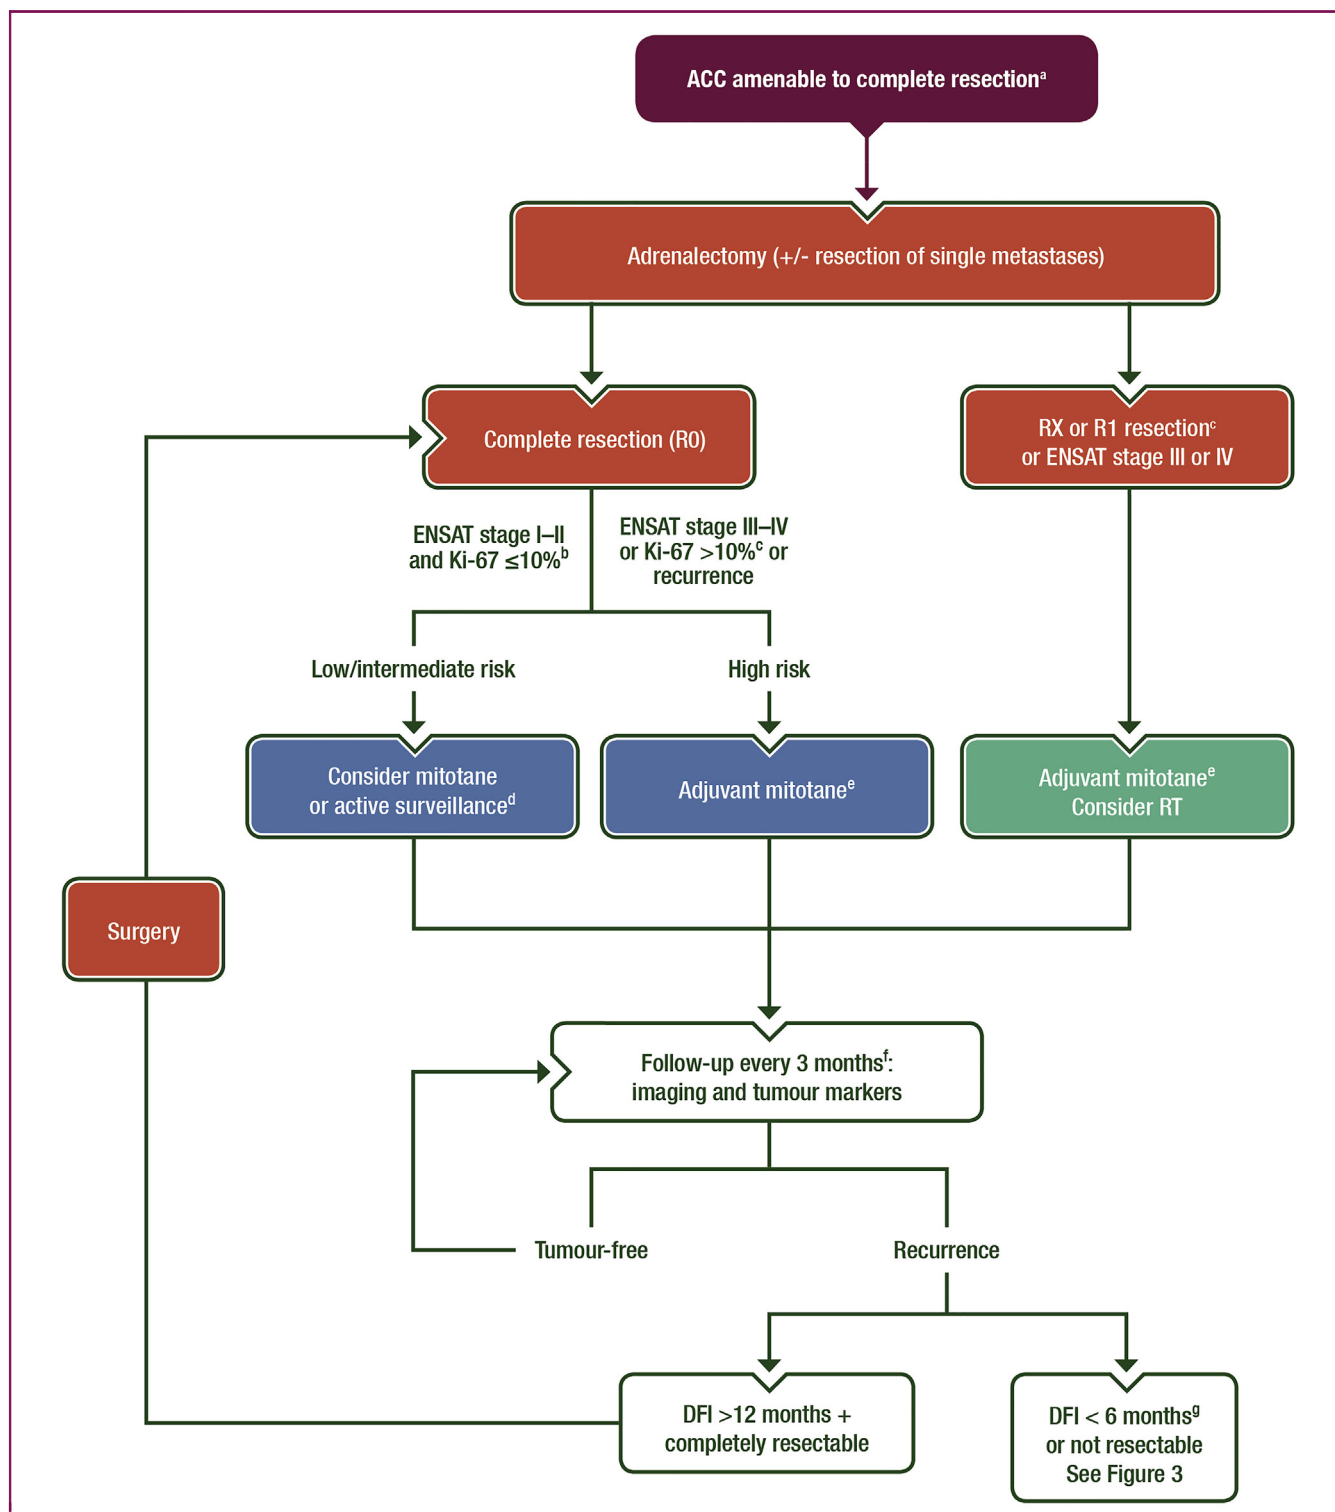 ACC amenable to complete resectionᵃ
Adrenalectomy (+/- resection of single metastases)
Complete resection (R0)
RX or R1 resectionᶜ
or ENSAT stage III or IV
ENSAT stage I–II
and Ki-67 ≤10%ᵇ
ENSAT stage III–IV
or Ki-67 >10%ᶜ or
recurrence
Low/intermediate risk
High risk
Consider mitotane
or active surveillanceᵈ
Adjuvant mitotaneᵉ
Adjuvant mitotaneᵉ
Consider RT
Surgery
Follow-up every 3 monthsᶠ:
imaging and tumour markers
Tumour-free
Recurrence
DFI >12 months +
completely resectable
DFI < 6 monthsᵍ
or not resectable
See Figure 3